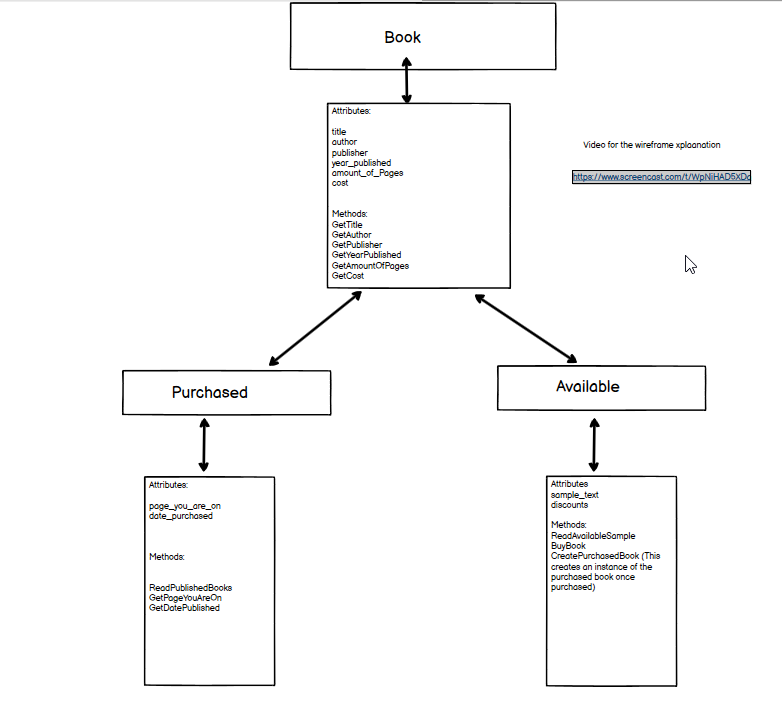 Book
Attributes:
title
author
publisher
year_published
amount_of_Pages
cost
Methods:
GetTitle
GetAuthor
GetPublisher
GetYearPublished
GetAmountOfPages
GetCost
Video for the wireframe xplaanation
https://www.screencast.com/t/WpNiHAD5XDc
Purchased
Attributes:
page_you_are_on
date_purchased
Methods:
ReadPublishedBooks
GetPageYouAreOn
GetDatePublished
Available
Attributes
sample_text
discounts
Methods:
ReadAvailableSample
BuyBook
CreatePurchasedBook (This
creates an instance of the
purchased book once
purchased)